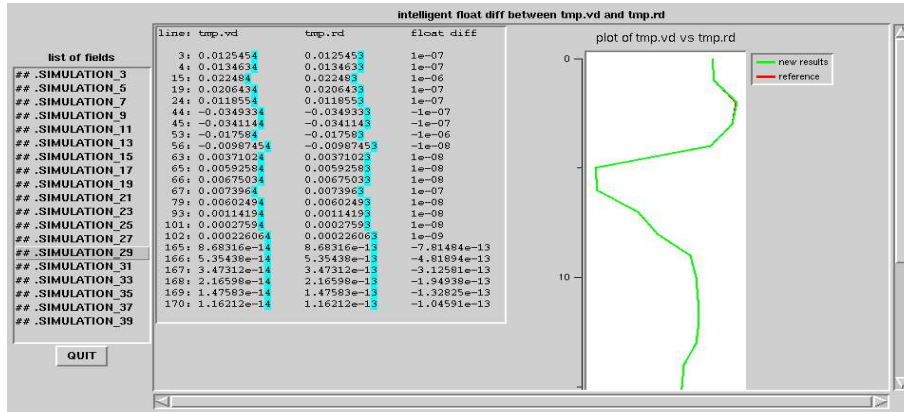 intelligent float diff between tmp.vd and tmp.rd
list of fields
## .SIMULATION_3
## .SIMULATION_5
## .SIMULATION_7
## .SIMULATION_9
## .SIMULATION_11
## .SIMULATION_13
## .SIMULATION_15
## .SIMULATION_17
## .SIMULATION_19
## .SIMULATION_21
## .SIMULATION_23
## .SIMULATION_25
## .SIMULATION_27
## .SIMULATION_29
## .SIMULATION_31
## .SIMULATION_33
## .SIMULATION_35
## .SIMULATION_37
## .SIMULATION_39
QUIT
line: tmp.vd tmp.rd float diff
3: 0.0125454 0.0125453 1e-07
4: 0.0134634 0.0134633 1e-07
15: 0.022484 0.022483 1e-06
19: 0.0206434 0.0206433 1e-07
24: 0.0118554 0.0118553 1e-07
44: -0.0349334 -0.0349333 -1e-07
45: -0.0341144 -0.0341143 -1e-07
53: -0.017584 -0.017583 -1e-06
56: -0.00987454 -0.00987453 -1e-08
63: 0.00371024 0.00371023 1e-08
65: 0.00592584 0.00592583 1e-08
66: 0.00675034 0.00675033 1e-08
67: 0.0073964 0.0073963 1e-07
79: 0.00602494 0.00602493 1e-08
93: 0.00114194 0.00114193 1e-08
101: 0.00027594 0.00027593 1e-08
102: 0.000226064 0.000226063 1e-09
165: 8.68316e-14 8.68316e-13 -7.81484e-13
166: 5.35438e-14 5.35438e-13 -4.81894e-13
167: 3.47312e-14 3.47312e-13 -3.12581e-13
168: 2.16598e-14 2.16598e-13 -1.94938e-13
169: 1.47583e-14 1.47583e-13 -1.32825e-13
170: 1.16212e-14 1.16212e-13 -1.04591e-13
plot of tmp.vd vs tmp.rd
0
10
new results
reference